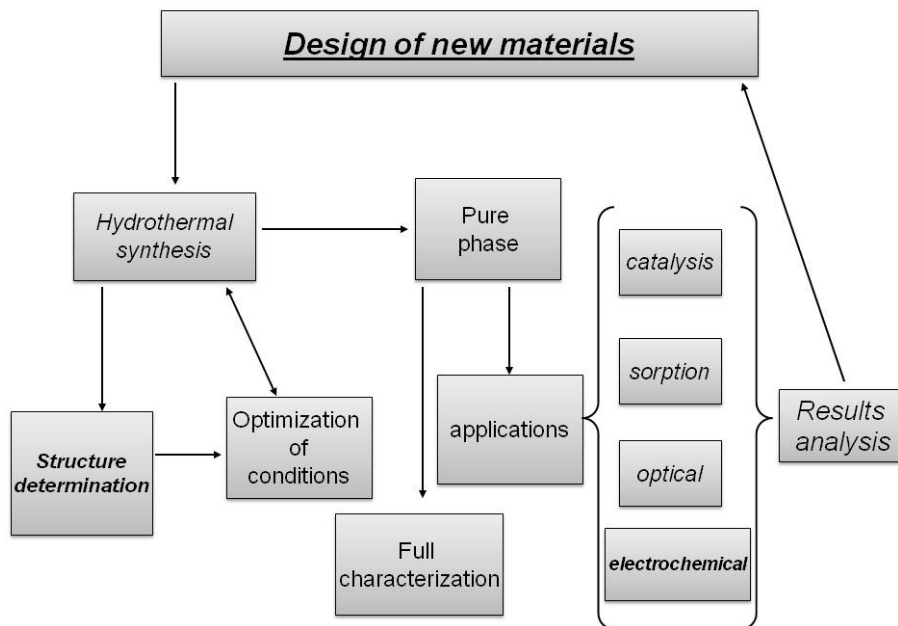 Design of new materials
Hydrothermal
synthesis
Pure
phase
catalysis
sorption
optical
electrochemical
applications
Results
analysis
Structure
determination
Optimization
of
conditions
Full
characterization